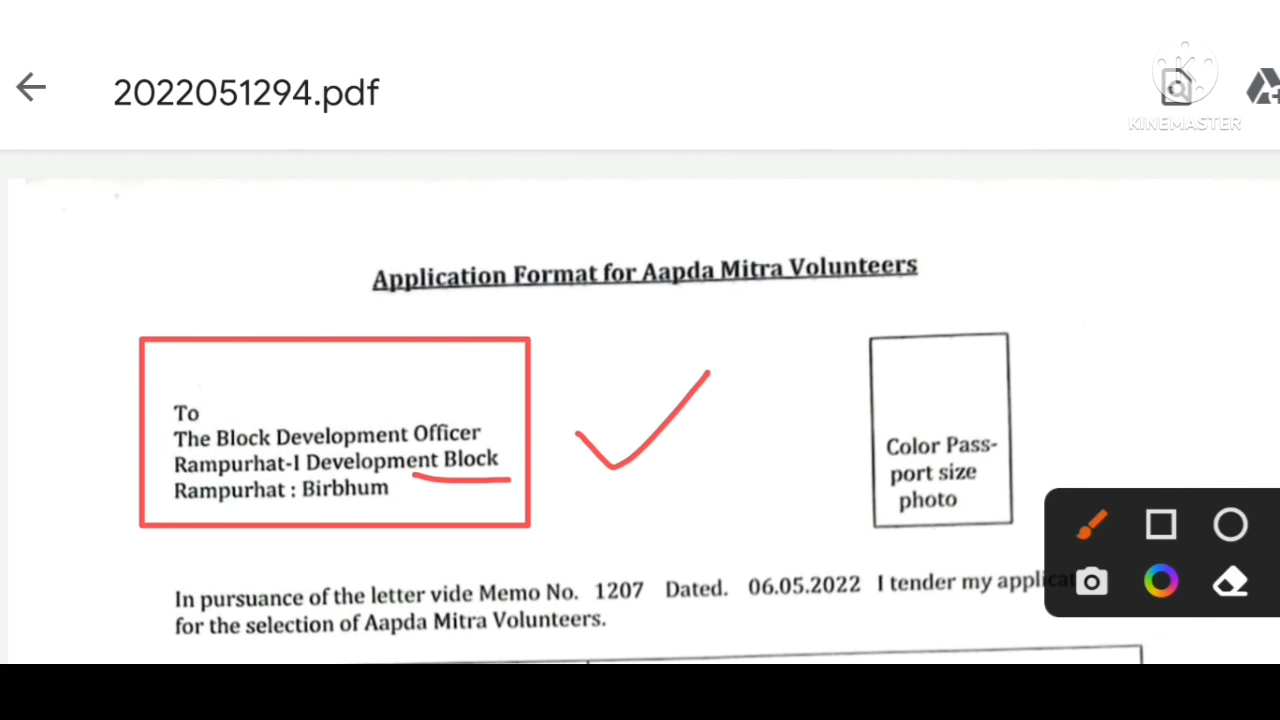 2022051294.pdf
KINEMASTER
Application Format for Aapda Mitra Volunteers
To
The Block Development Officer
Rampurhat-I Development Block
Rampurhat : Birbhum
Color Pass-
port size
photo
In pursuance of the letter vide Memo No. 1207 Dated. 06.05.2022 I tender my applicat
for the selection of Aapda Mitra Volunteers.